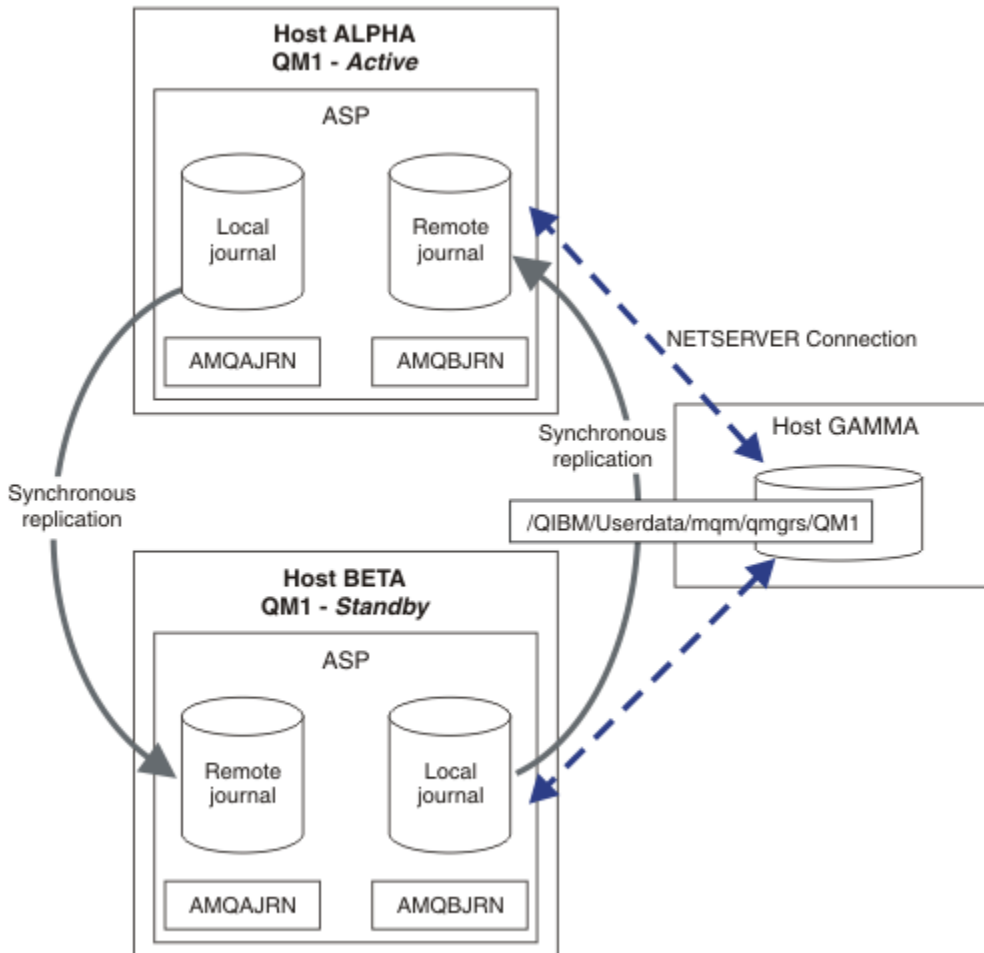 Host ALPHA
QM1 - Active
ASP
Local
journal
Remote
journal
AMQAJRN
AMQBJRN
NETSERVER Connection
Host GAMMA
/QIBM/Userdata/mqm/qmgrs/QM1
Synchronous
replication
Synchronous
replication
Host BETA
QM1 - Standby
ASP
Remote
journal
Local
journal
AMQAJRN
AMQBJRN